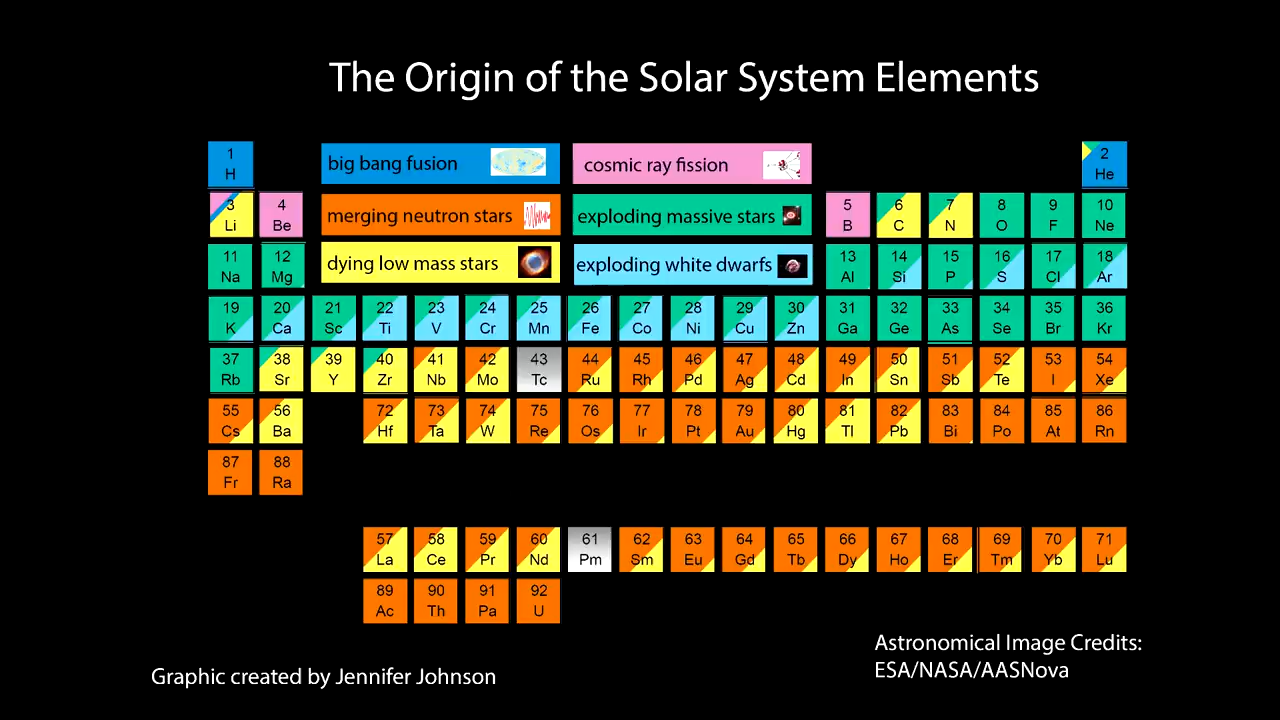 The Origin of the Solar System Elements
1 2
H big bang fusion cosmic ray fission He
3 4 merging neutron stars exploding massive stars 5 6 7 8 9 10
Li Be B C N O F Ne
11 12 dying low mass stars exploding white dwarfs 13 14 15 16 17 18
Na Mg Al Si P S Cl Ar
19 20 21 22 23 24 25 26 27 28 29 30 31 32 33 34 35 36
K Ca Sc Ti V Cr Mn Fe Co Ni Cu Zn Ga Ge As Se Br Kr
37 38 39 40 41 42 43 44 45 46 47 48 49 50 51 52 53 54
Rb Sr Y Zr Nb Mo Tc Ru Rh Pd Ag Cd In Sn Sb Te I Xe
55 56 72 73 74 75 76 77 78 79 80 81 82 83 84 85 86
Cs Ba Hf Ta W Re Os Ir Pt Au Hg Tl Pb Bi Po At Rn
87 88
Fr Ra
57 58 59 60 61 62 63 64 65 66 67 68 69 70 71
La Ce Pr Nd Pm Sm Eu Gd Tb Dy Ho Er Tm Yb Lu
89 90 91 92
Ac Th Pa U
Graphic created by Jennifer Johnson
Astronomical Image Credits:
ESA/NASA/AASNova